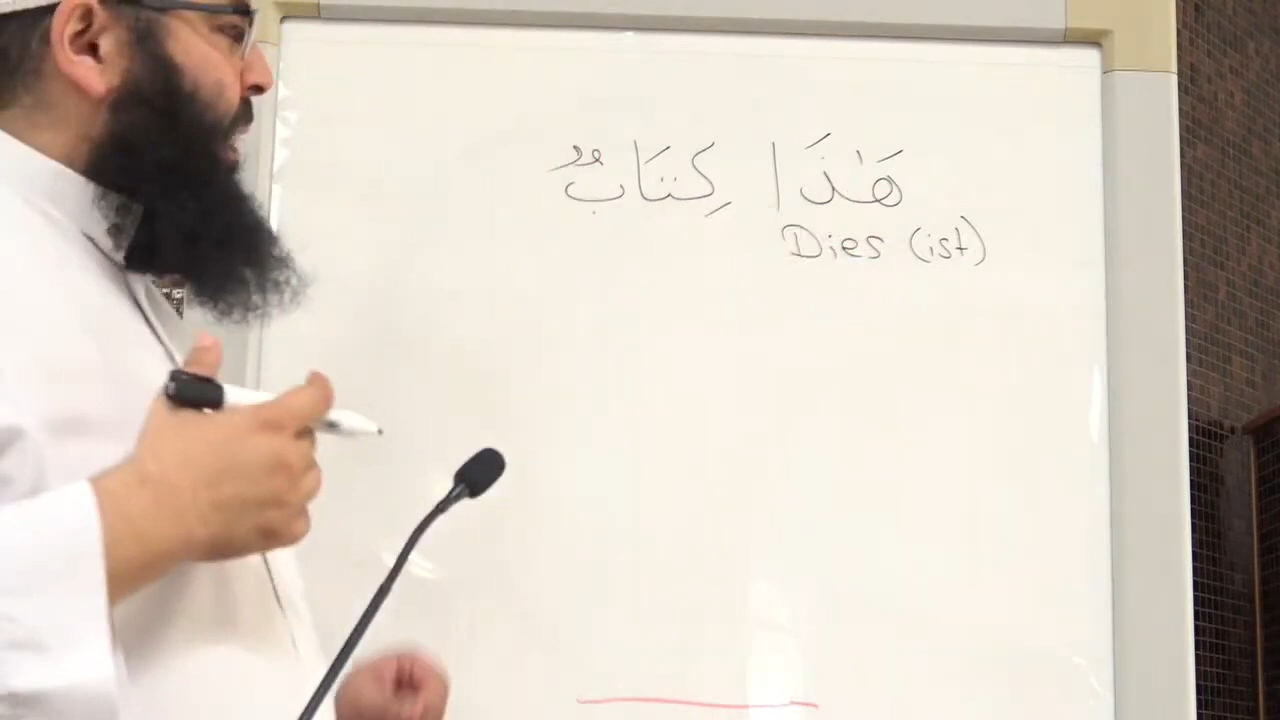 هَٰذَا كِتَابٌ
Dies (ist)